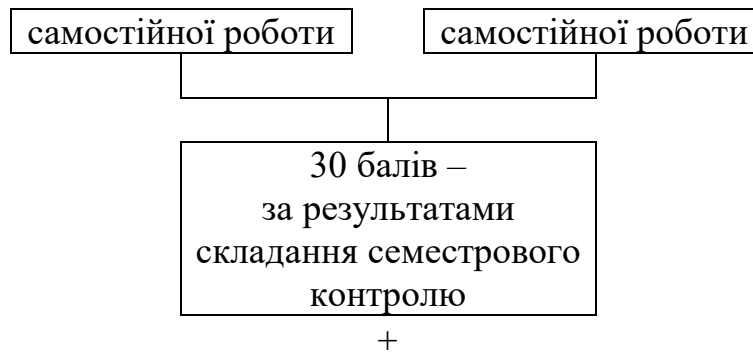 самостійної роботи
самостійної роботи
30 балів –
за результатами
складання семестрового
контролю
+